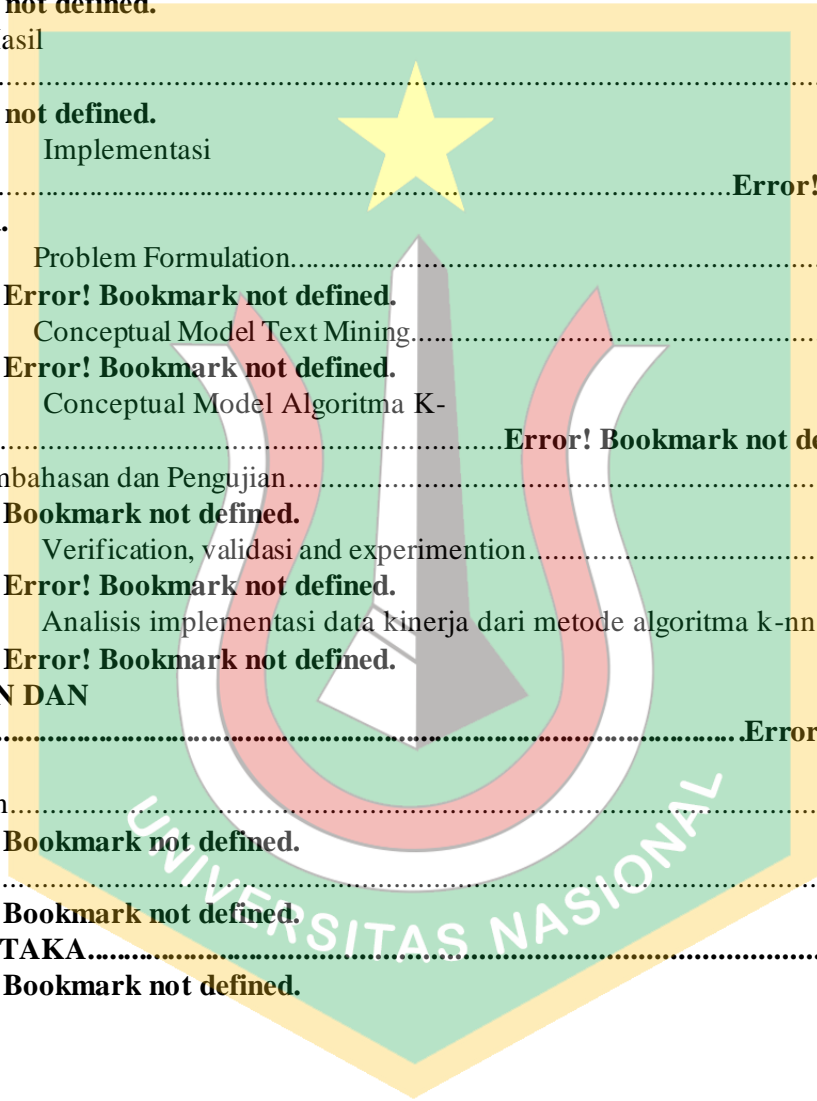 not defined.
asil
........................................................................................................
not defined.
Implementasi
........................................................................................Error!
.
Problem Formulation....................................................................
Error! Bookmark not defined.
Conceptual Model Text Mining.....................................................
Error! Bookmark not defined.
Conceptual Model Algoritma K-
...............................................................Error! Bookmark not de
mbahasan dan Pengujian....................................................................
Bookmark not defined.
Verification, validasi and experimention.....................................
Error! Bookmark not defined.
Analisis implementasi data kinerja dari metode algoritma k-nn
Error! Bookmark not defined.
N DAN
..............................................................................................Error
n......................................................................................................
Bookmark not defined.
........................................................................................................
Bookmark not defined.
TAKA............................................................................................
Bookmark not defined.
UNIVERSITAS NASIONAL